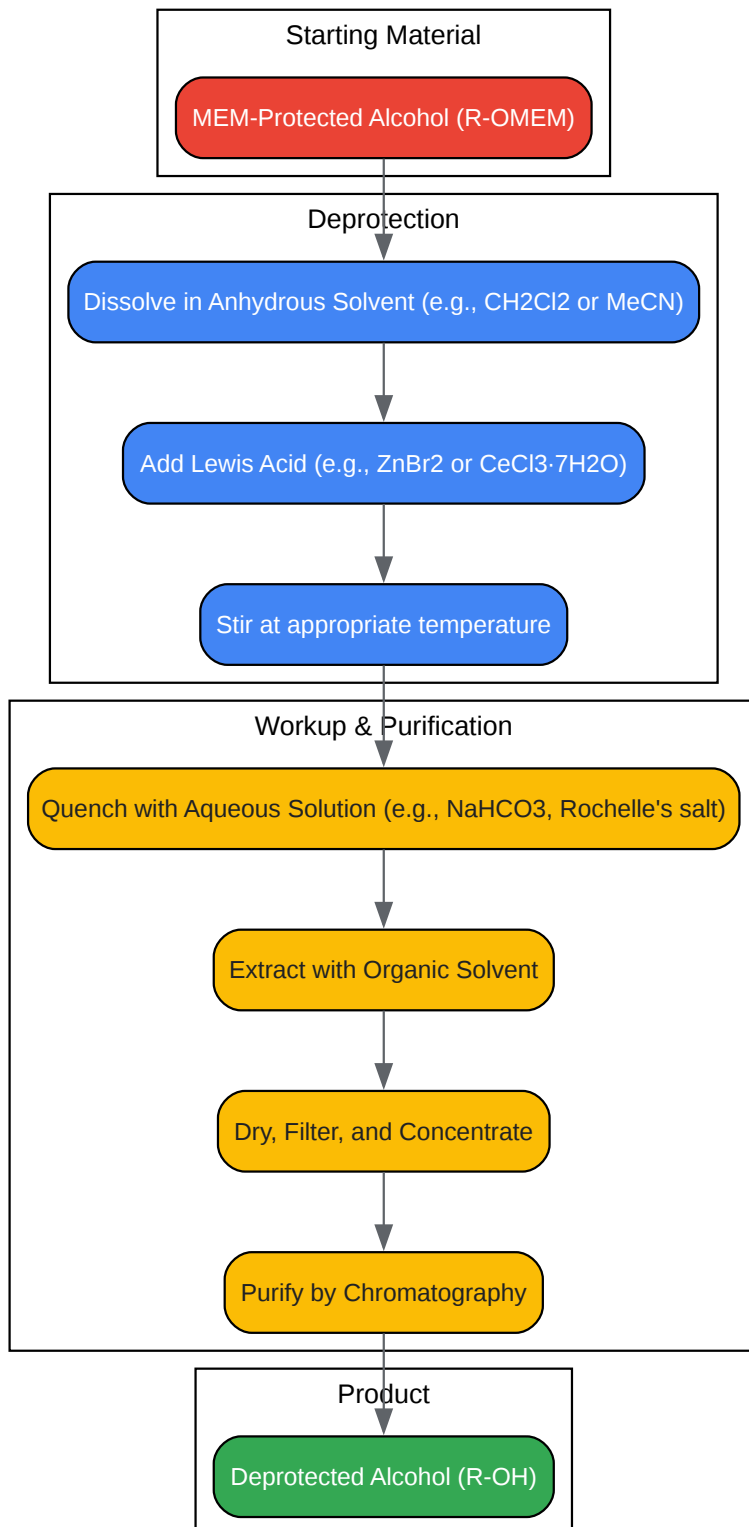 Starting Material
MEM-Protected Alcohol (R-OMEM)
Deprotection
Dissolve in Anhydrous Solvent (e.g., CH2Cl2 or MeCN)
Add Lewis Acid (e.g., ZnBr2 or CeCl3·7H2O)
Stir at appropriate temperature
Workup & Purification
Quench with Aqueous Solution (e.g., NaHCO3, Rochelle's salt)
Extract with Organic Solvent
Dry, Filter, and Concentrate
Purify by Chromatography
Product
Deprotected Alcohol (R-OH)